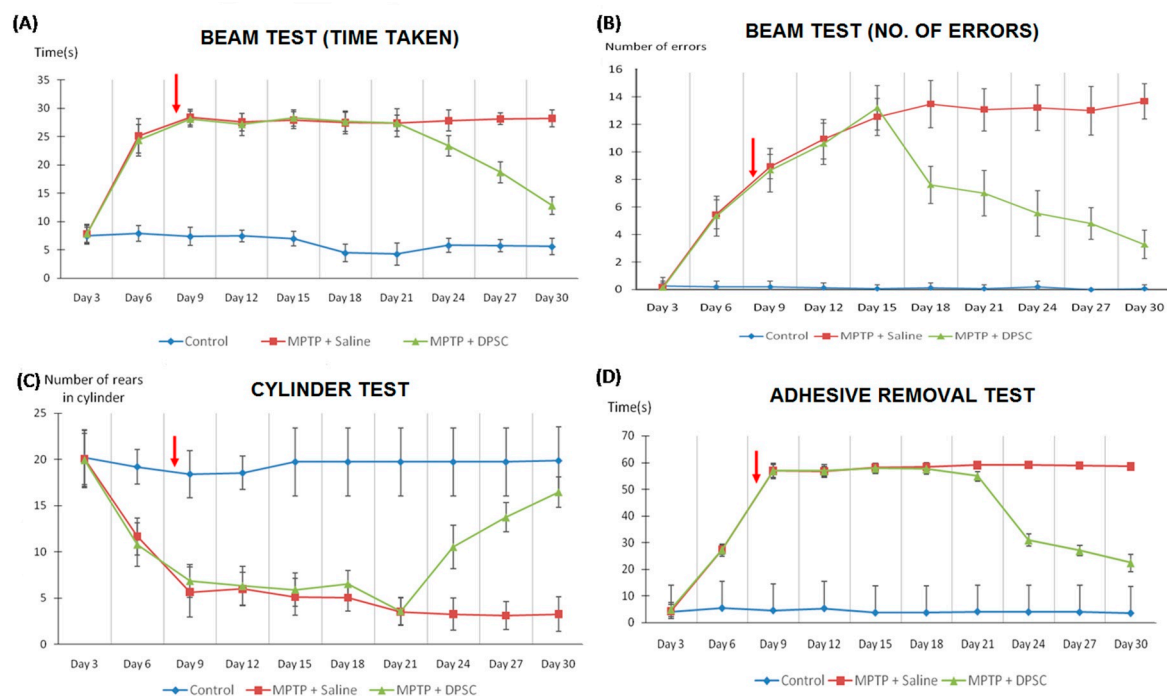 (A)
BEAM TEST (TIME TAKEN)
Time(s)
35
30
25
20
15
10
5
0
Day 3 Day 6 Day 9 Day 12 Day 15 Day 18 Day 21 Day 24 Day 27 Day 30
Control MPTP + Saline MPTP + DPSC
(B)
BEAM TEST (NO. OF ERRORS)
Number of errors
16
14
12
10
8
6
4
2
0
Day 3 Day 6 Day 9 Day 12 Day 15 Day 18 Day 21 Day 24 Day 27 Day 30
Control MPTP + Saline MPTP + DPSC
(C)
Number of rears
in cylinder
CYLINDER TEST
25
20
15
10
5
0
Day 3 Day 6 Day 9 Day 12 Day 15 Day 18 Day 21 Day 24 Day 27 Day 30
Control MPTP + Saline MPTP + DPSC
(D)
ADHESIVE REMOVAL TEST
Time(s)
70
60
50
40
30
20
10
0
Day 3 Day 6 Day 9 Day 12 Day 15 Day 18 Day 21 Day 24 Day 27 Day 30
Control MPTP + Saline MPTP + DPSC